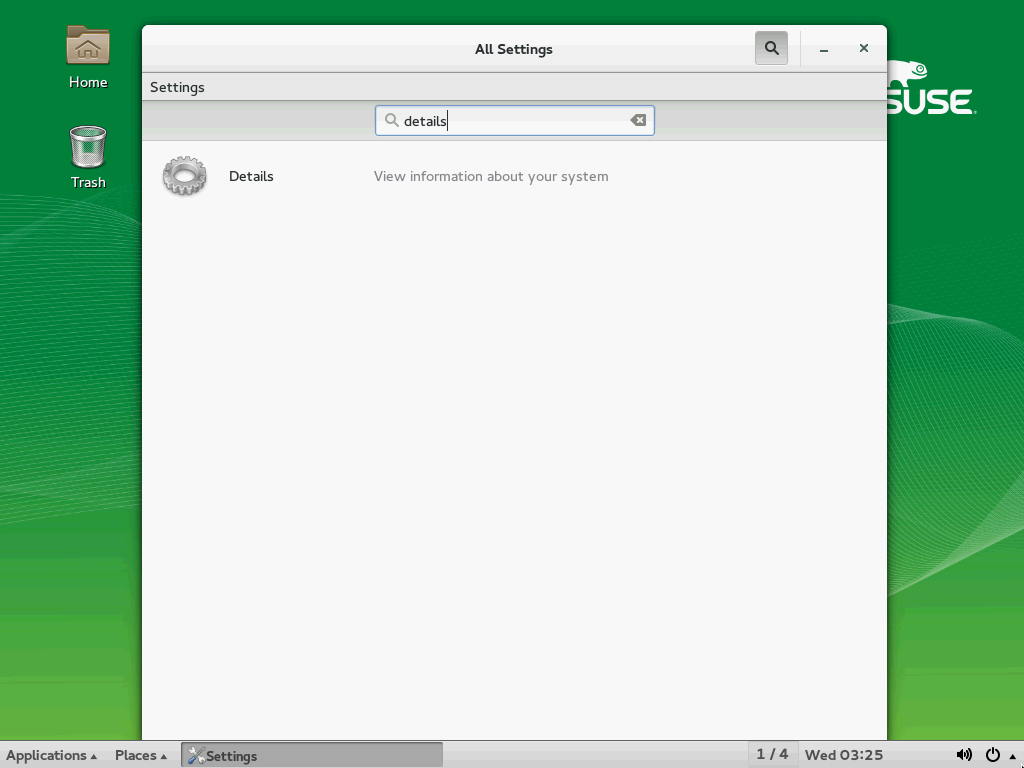 Home
Trash
All Settings
SUSE
Settings
details
Details View information about your system
Applications Places Settings 1 / 4 Wed 03:25